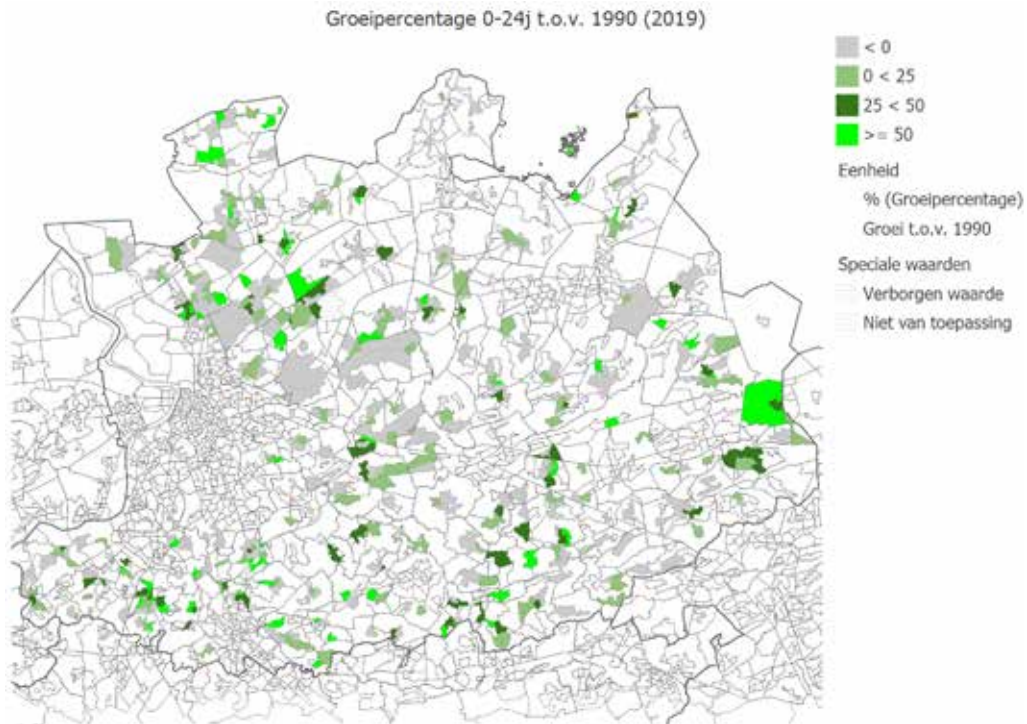 Groeipercentage 0-24j t.o.v. 1990 (2019)
< 0
0 < 25
25 < 50
>= 50
Eenheid
% (Groeipercentage)
Groei t.o.v. 1990
Speciale waarden
Verborgen waarde
Niet van toepassing